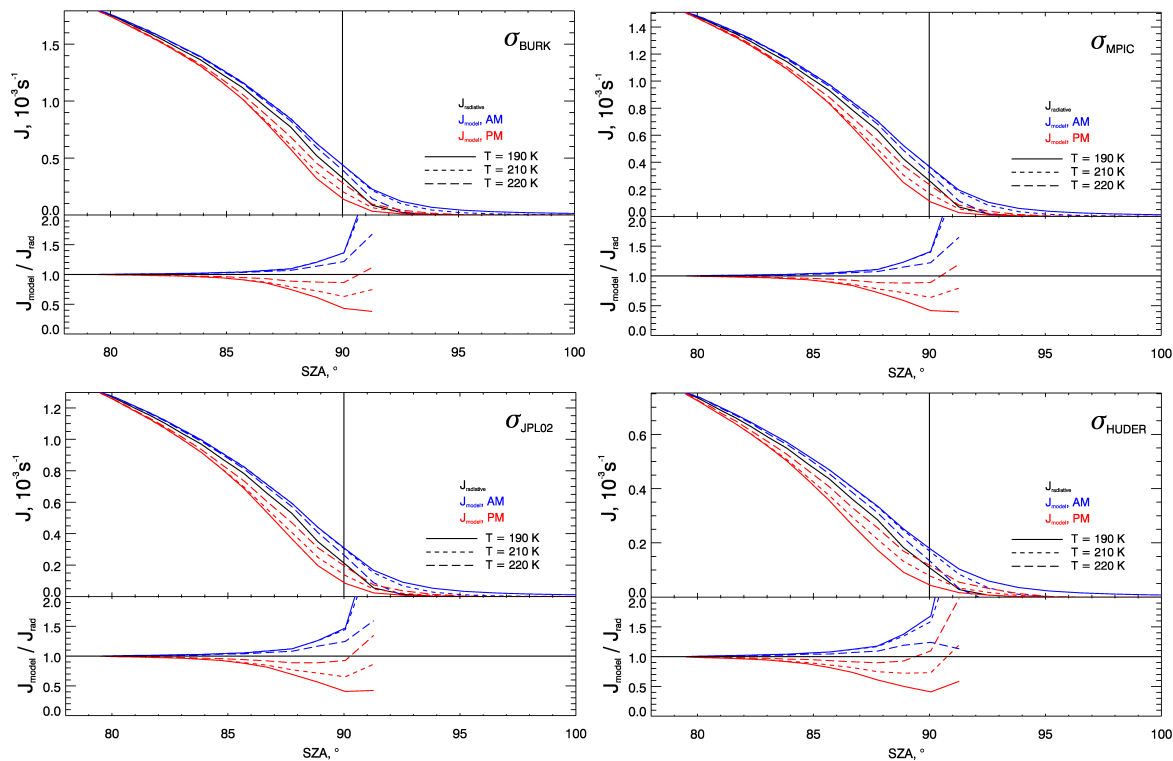 σBURK
J, 10⁻³s⁻¹
1.5
1.0
0.5
0.0
Jradiative
Jmodel, AM
Jmodel, PM
T = 190 K
T = 210 K
T = 220 K
Jmodel / Jrad
2.0
1.5
1.0
0.5
0.0
80 85 90 95 100
SZA, °
σMPIC
J, 10⁻³s⁻¹
1.4
1.2
1.0
0.8
0.6
0.4
0.2
0.0
Jradiative
Jmodel, AM
Jmodel, PM
T = 190 K
T = 210 K
T = 220 K
Jmodel / Jrad
2.0
1.5
1.0
0.5
0.0
80 85 90 95 100
SZA, °
σJPL02
J, 10⁻³s⁻¹
1.2
1.0
0.8
0.6
0.4
0.2
0.0
Jradiative
Jmodel, AM
Jmodel, PM
T = 190 K
T = 210 K
T = 220 K
Jmodel / Jrad
2.0
1.5
1.0
0.5
0.0
80 85 90 95 100
SZA, °
σHUDER
J, 10⁻³s⁻¹
0.6
0.4
0.2
0.0
Jradiative
Jmodel, AM
Jmodel, PM
T = 190 K
T = 210 K
T = 220 K
Jmodel / Jrad
2.0
1.5
1.0
0.5
0.0
80 85 90 95 100
SZA, °